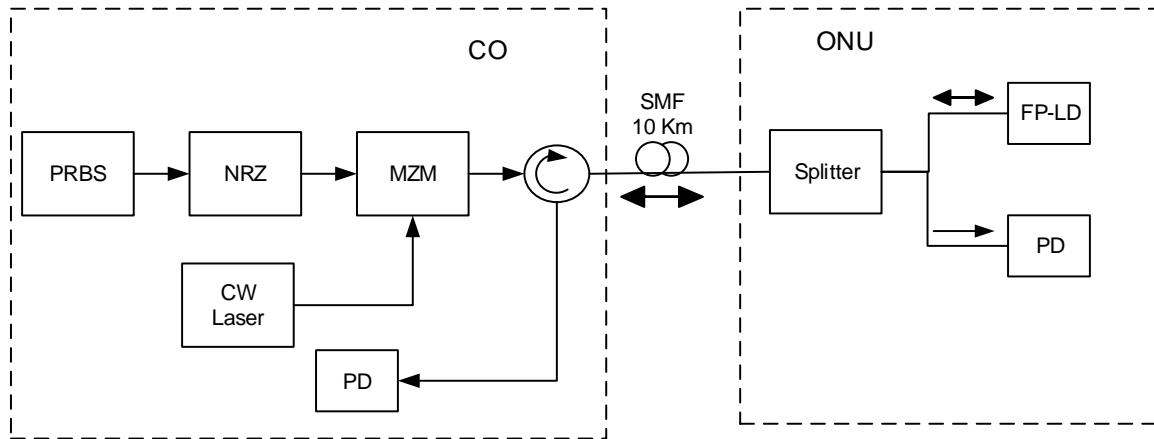 CO
ONU
SMF
10 Km
FP-LD
PRBS
NRZ
MZM
Splitter
PD
CW
Laser
PD